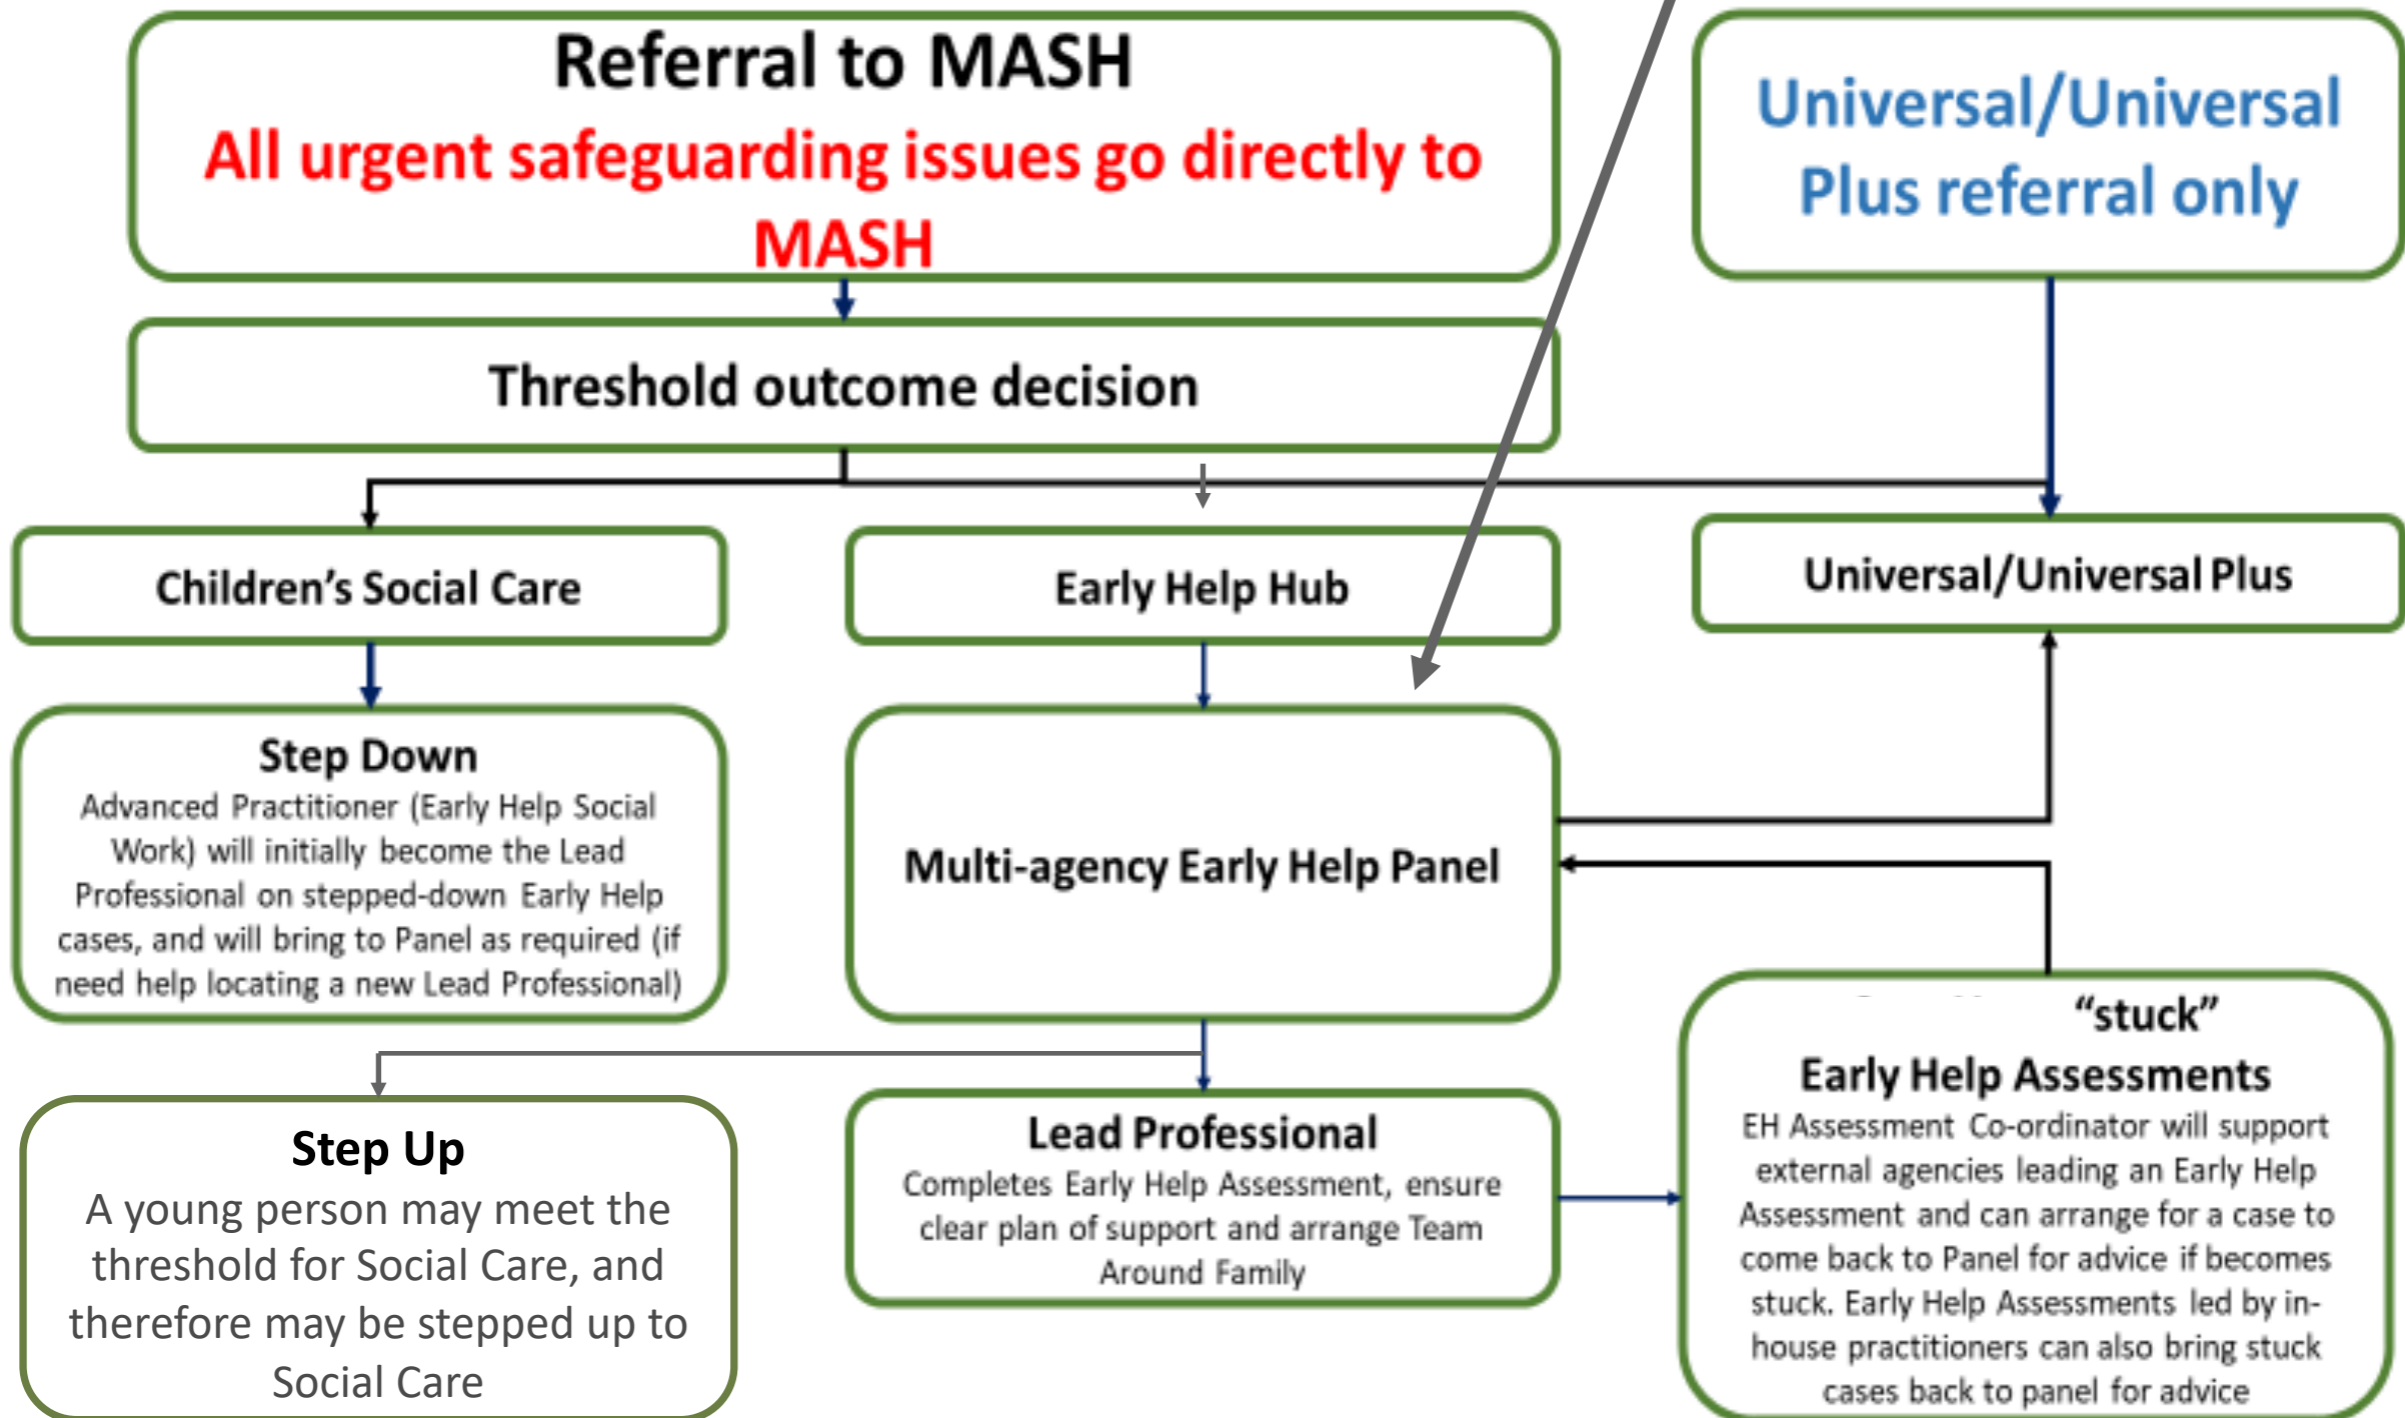 Referral to MASH
All urgent safeguarding issues go directly to
MASH
Universal/Universal
Plus referral only
Threshold outcome decision
Children's Social Care
Early Help Hub
Universal/Universal Plus
Step Down
Advanced Practitioner (Early Help Social
Work) will initially become the Lead
Professional on stepped-down Early Help
cases, and will bring to Panel as required (if
need help locating a new Lead Professional)
Multi-agency Early Help Panel
Step Up
A young person may meet the
threshold for Social Care, and
therefore may be stepped up to
Social Care
Lead Professional
Completes Early Help Assessment, ensure
clear plan of support and arrange Team
Around Family
“stuck”
Early Help Assessments
EH Assessment Co-ordinator will support
external agencies leading an Early Help
Assessment and can arrange for a case to
come back to Panel for advice if becomes
stuck. Early Help Assessments led by in-
house practitioners can also bring stuck
cases back to panel for advice